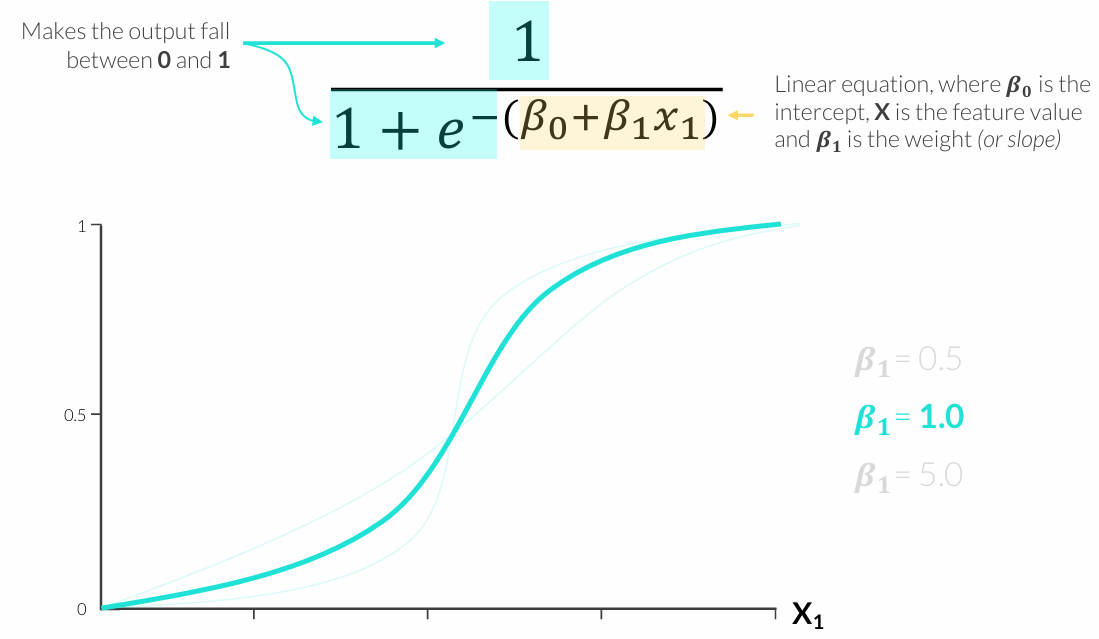 Makes the output fall
between 0 and 1
1
1 + e−(β0+β1x1)
Linear equation, where β0 is the
intercept, X is the feature value
and β1 is the weight (or slope)
1
0.5
0
β1= 0.5
β1= 1.0
β1= 5.0
X1